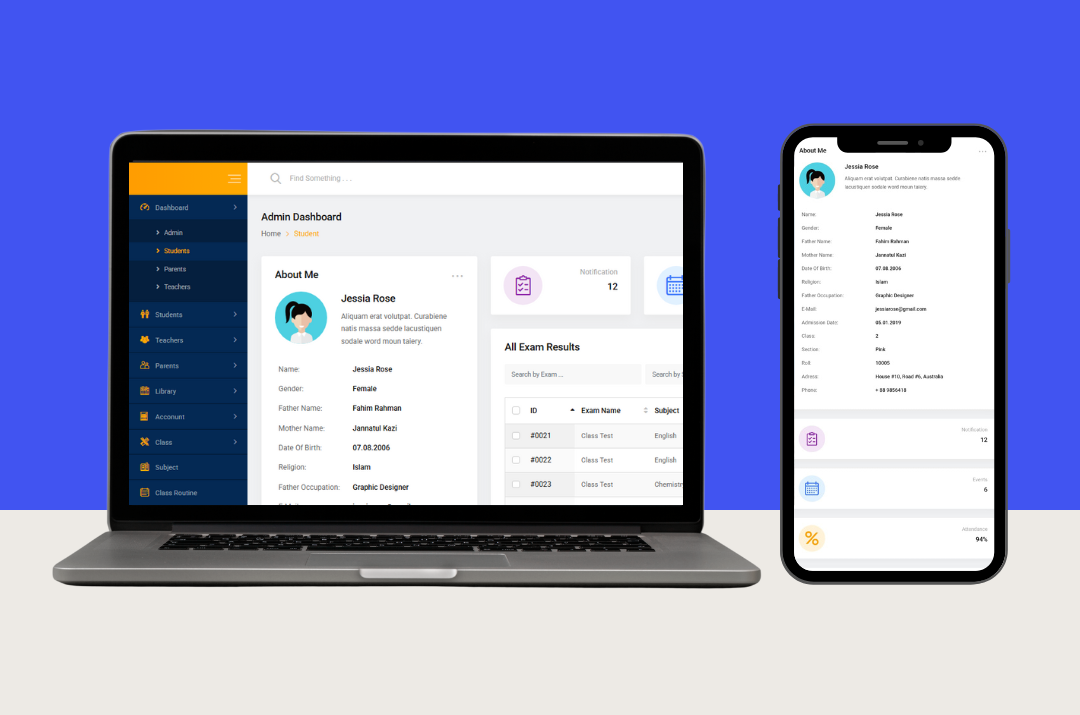 Find Something . . .
Dashboard
Admin
Students
Parents
Teachers
Students
Teachers
Parents
Library
Acconunt
Class
Subject
Class Routine
Admin Dashboard
Home > Student
About Me
Jessia Rose
Aliquam erat volutpat. Curabiene
natis massa sedde lacustiquen
sodale word moun taiery.
Name: Jessia Rose
Gender: Female
Father Name: Fahim Rahman
Mother Name: Jannatul Kazi
Date Of Birth: 07.08.2006
Religion: Islam
Father Occupation: Graphic Designer
Notification
12
All Exam Results
Search by Exam ...
Search by
ID Exam Name Subject
#0021 Class Test English
#0022 Class Test English
#0023 Class Test Chemistr
About Me
Jessia Rose
Aliquam erat volutpat. Curabiene natis massa sedde
lacustiquen sodale word moun taiery.
Name: Jessia Rose
Gender: Female
Father Name: Fahim Rahman
Mother Name: Jannatul Kazi
Date Of Birth: 07.08.2006
Religion: Islam
Father Occupation: Graphic Designer
E-Mail: jessiarose@gmail.com
Admission Date: 05.01.2019
Class: 2
Section: Pink
Roll: 10005
Adress: House #10, Road #6, Australia
Phone: + 88 9856418
Notification
12
Events
6
Attendance
94%